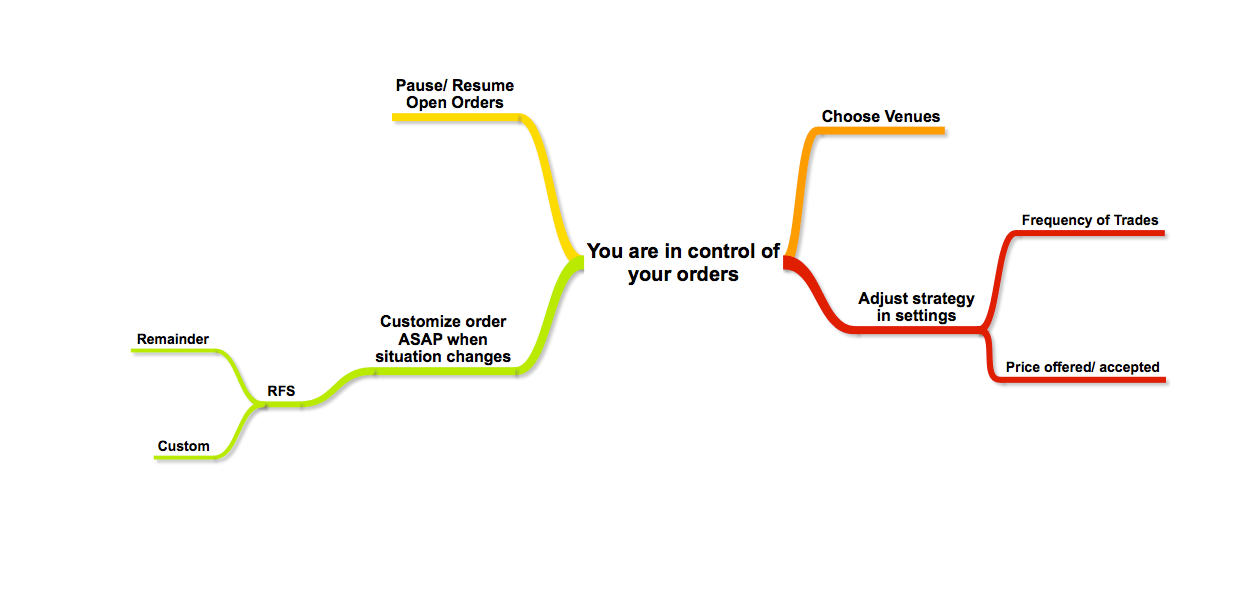 Pause/ Resume
Open Orders
Choose Venues
Frequency of Trades
You are in control of
your orders
Adjust strategy
in settings
Customize order
ASAP when
situation changes
Remainder
Price offered/ accepted
RFS
Custom